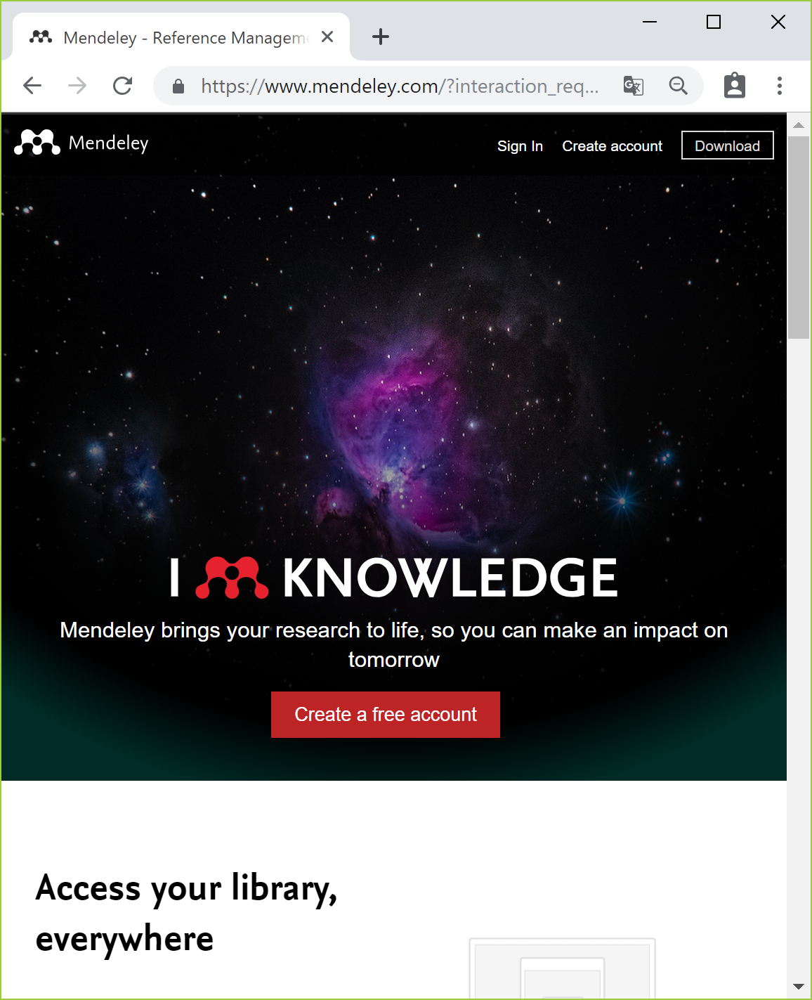 Mendeley - Reference Managem
https://www.mendeley.com/?interaction_req...
Mendeley
Sign In
Create account
Download
I KNOWLEDGE
Mendeley brings your research to life, so you can make an impact on
tomorrow
Create a free account
Access your library,
everywhere